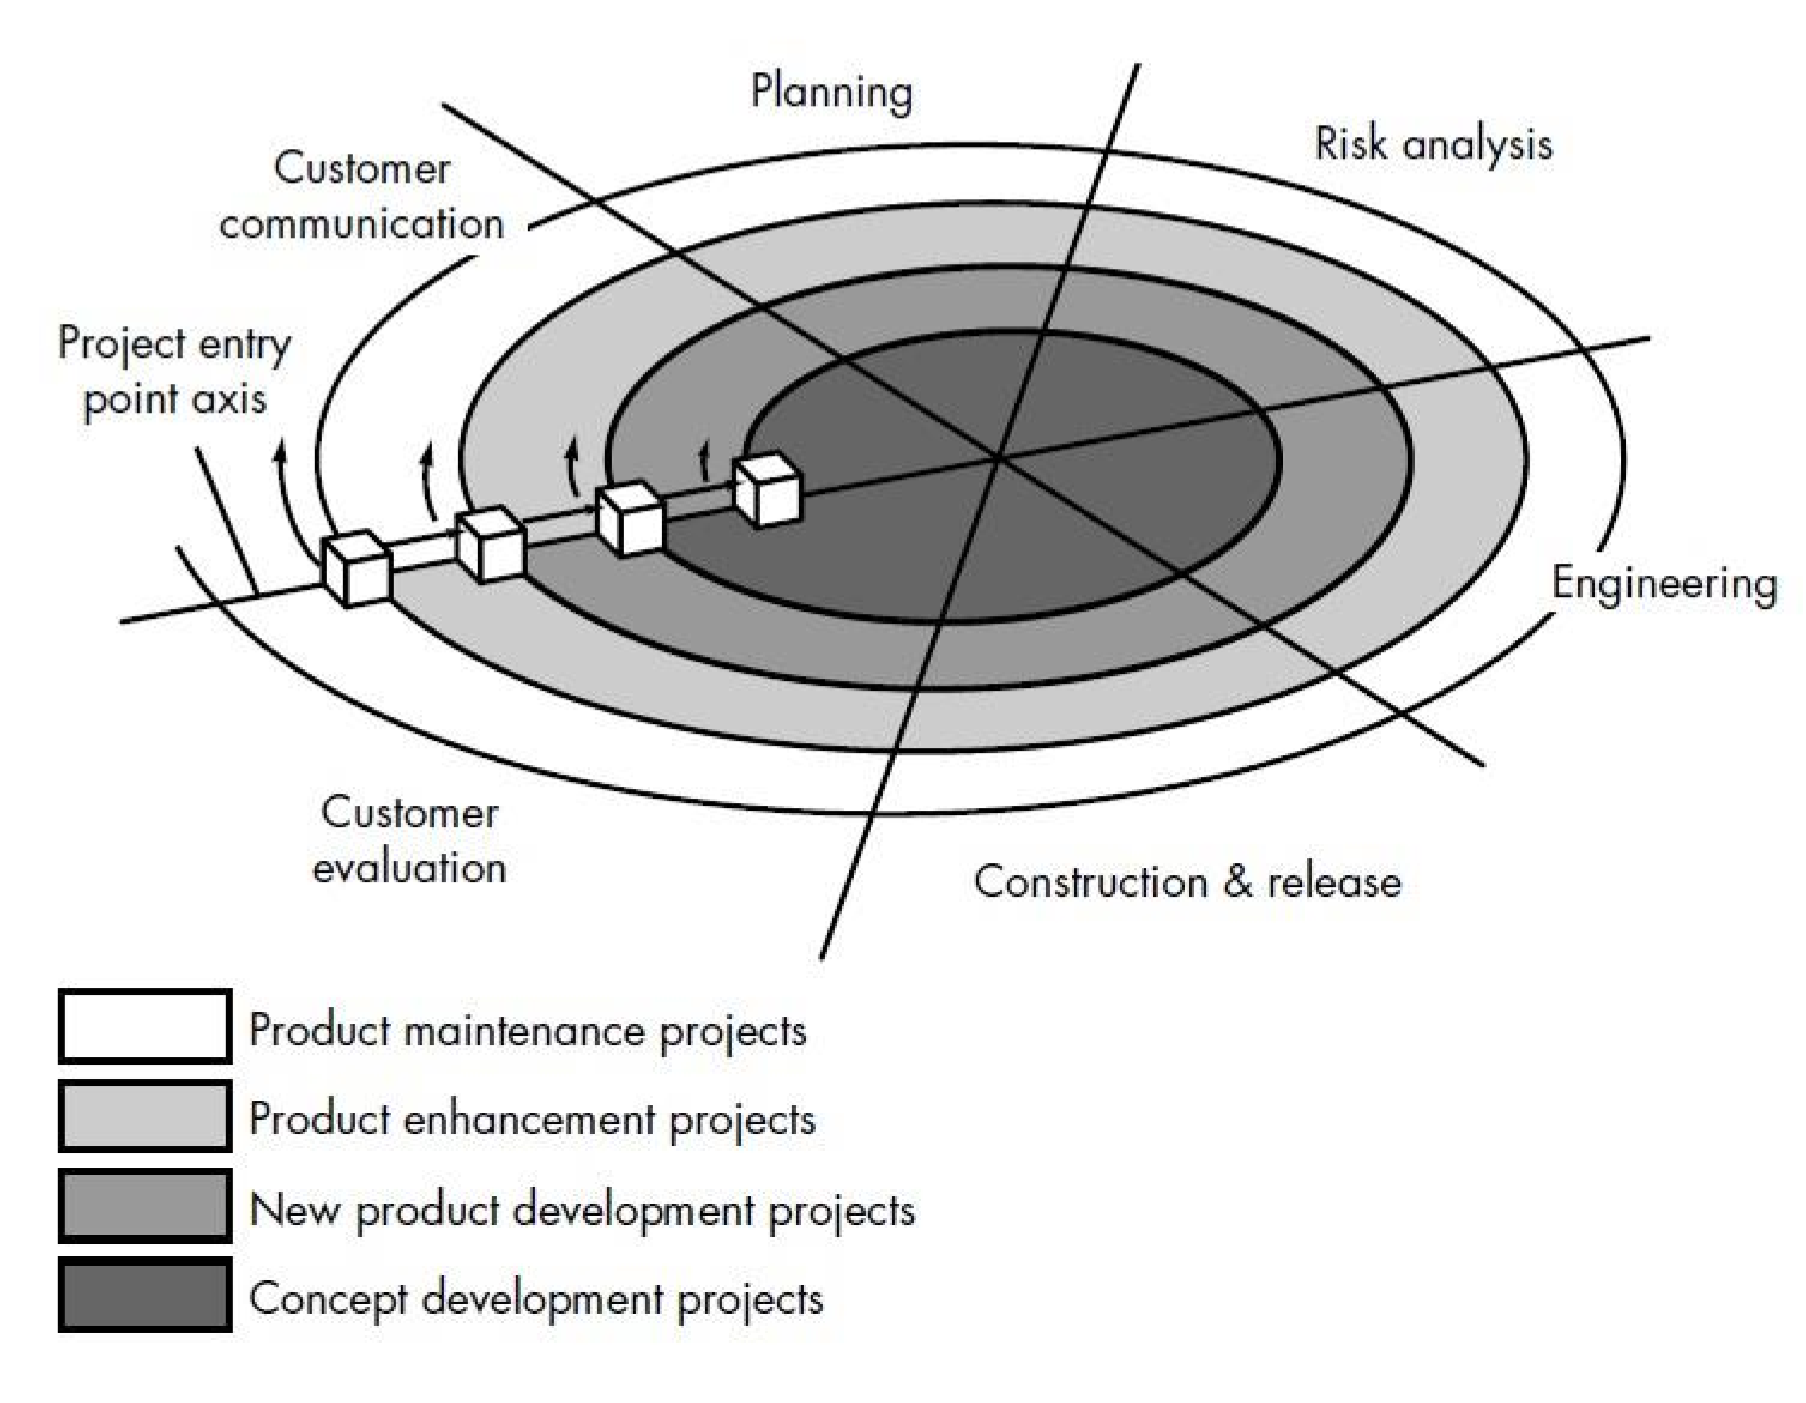 Planning
Risk analysis
Customer
communication
Project entry
point axis
Engineering
Customer
evaluation
Construction & release
Product maintenance projects
Product enhancement projects
New product development projects
Concept development projects